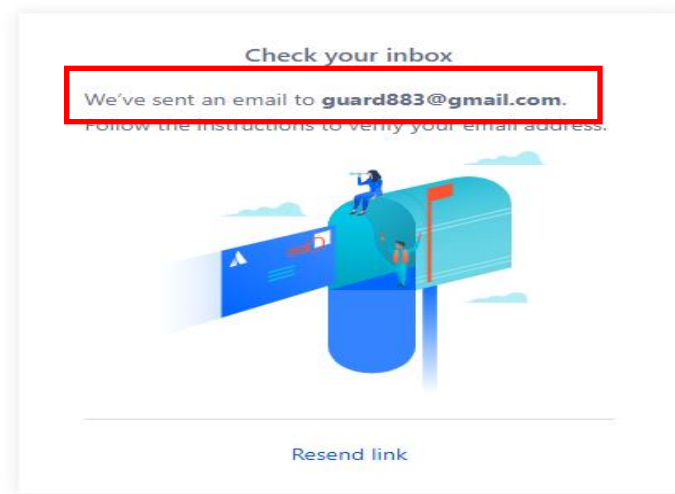 Check your inbox
We've sent an email to guard883@gmail.com.
Follow the instructions to verify your email address.
Resend link